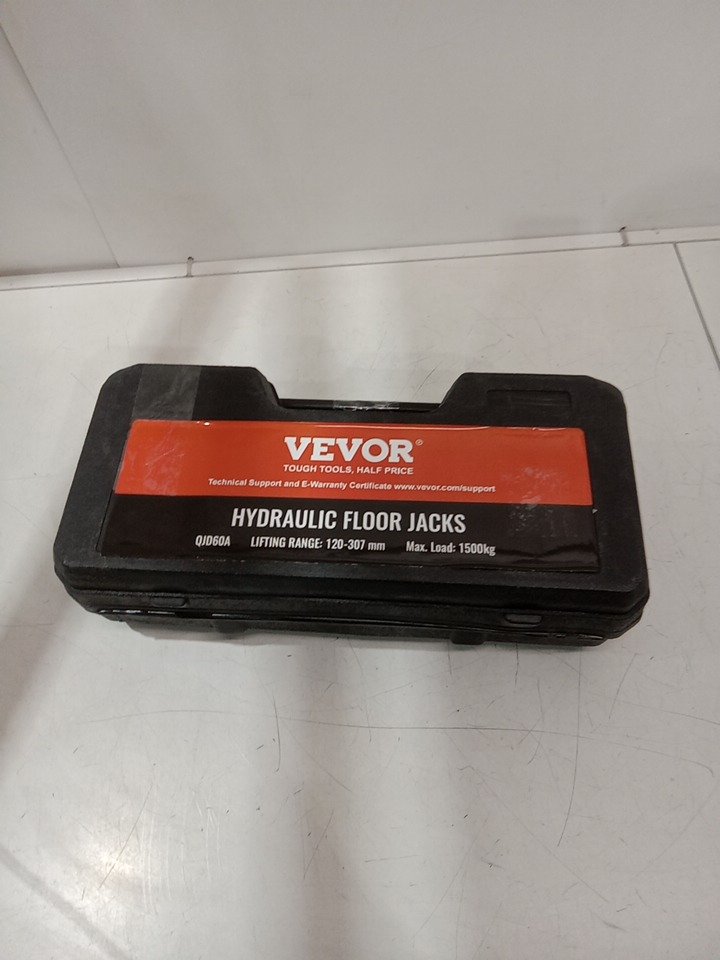 VEVOR®
TOUGH TOOLS, HALF PRICE
Technical Support and E-Warranty Certificate www.vevor.com/support
HYDRAULIC FLOOR JACKS
QJD60A LIFTING RANGE: 120-307 mm Max. Load: 1500kg